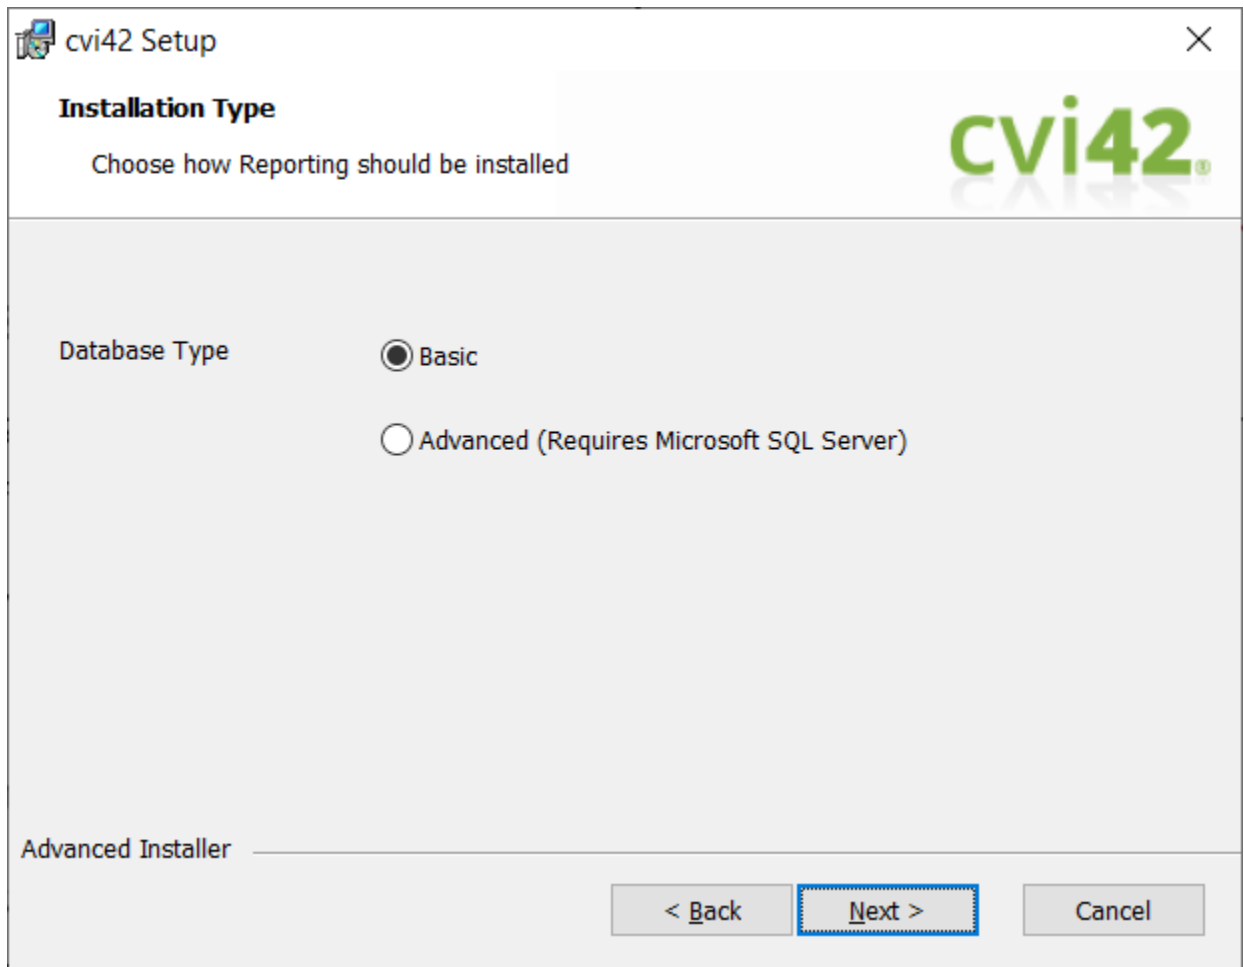 cvi42 Setup
Installation Type
Choose how Reporting should be installed
cvi42®
Database Type
Basic
Advanced (Requires Microsoft SQL Server)
Advanced Installer
< Back
Next >
Cancel